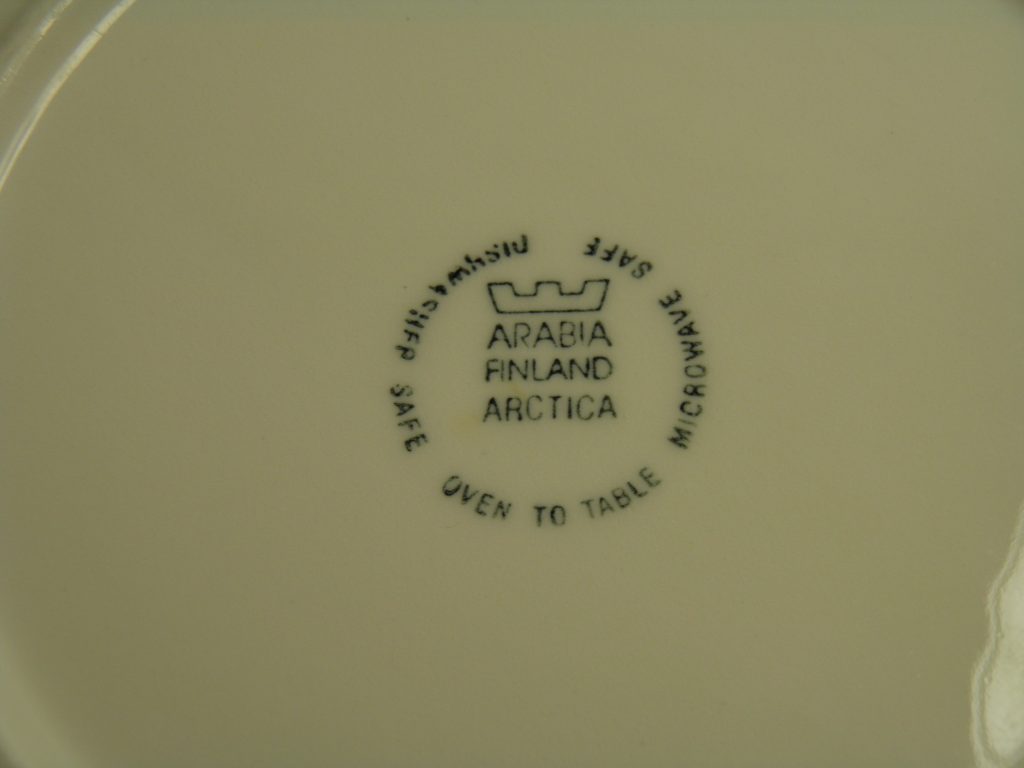 ARABIA
FINLAND
ARCTICA
DISHWASHER SAFE OVEN TO TABLE MICROWAVE SAFE